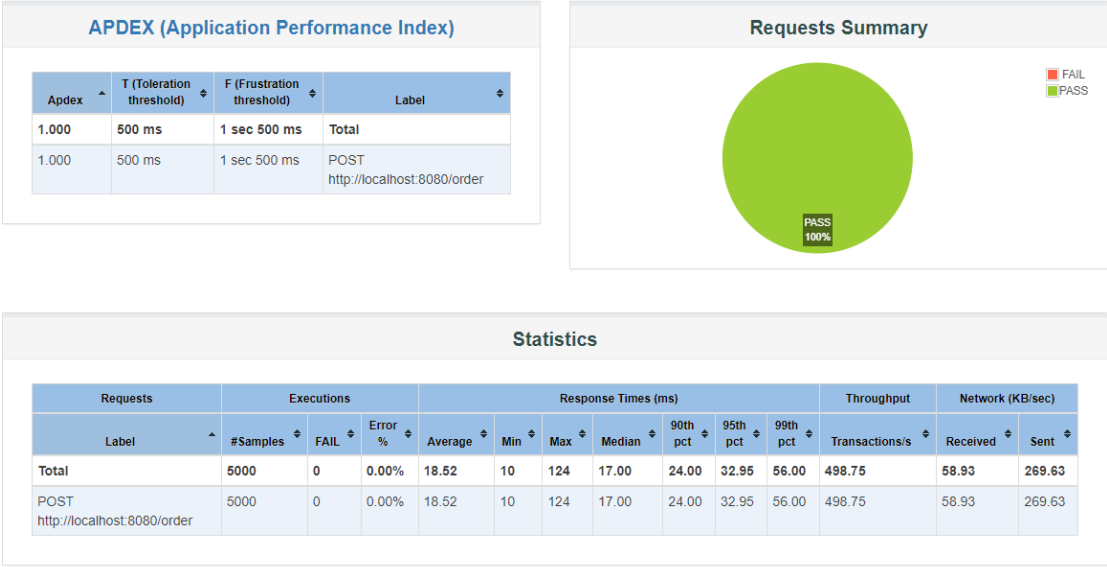 APDEX (Application Performance Index)
Apdex T (Toleration threshold) F (Frustration threshold) Label
1.000 500 ms 1 sec 500 ms Total
1.000 500 ms 1 sec 500 ms POST
http://localhost:8080/order
Requests Summary
FAIL
PASS
PASS
100%
Statistics
Requests Executions Response Times (ms) Throughput Network (KB/sec)
Label #Samples FAIL Error % Average Min Max Median 90th pct 95th pct 99th pct Transactions/s Received Sent
Total 5000 0 0.00% 18.52 10 124 17.00 24.00 32.95 56.00 498.75 58.93 269.63
POST 5000 0 0.00% 18.52 10 124 17.00 24.00 32.95 56.00 498.75 58.93 269.63
http://localhost:8080/order